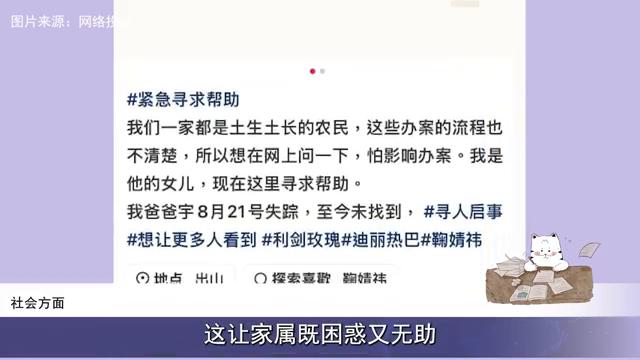 图片来源：网络投
#紧急寻求帮助
我们一家都是土生土长的农民，这些办案的流程也
不清楚，所以想在网上问一下，怕影响办案。我是
他的女儿，现在这里寻求帮助。
我爸爸宇8月21号失踪，至今未找到，#寻人启事
#想让更多人看到 #利剑玫瑰#迪丽热巴#鞠婧祎
地点 出山 探索喜歡 鞠婧祎
社会方面
这让家属既困惑又无助